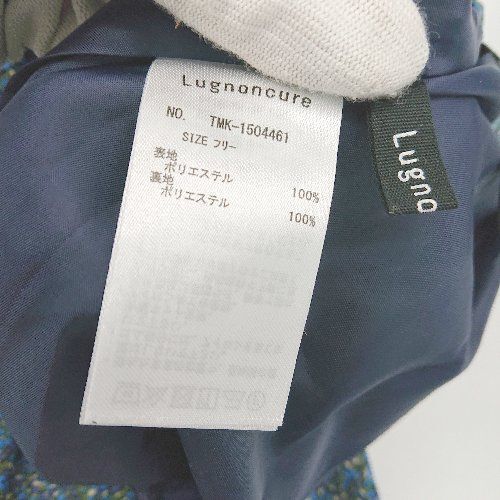 Lugnoncure
NO. TMK-1504461
SIZE フリー
表地
ポリエステル 100%
裏地
ポリエステル 100%
Lugno